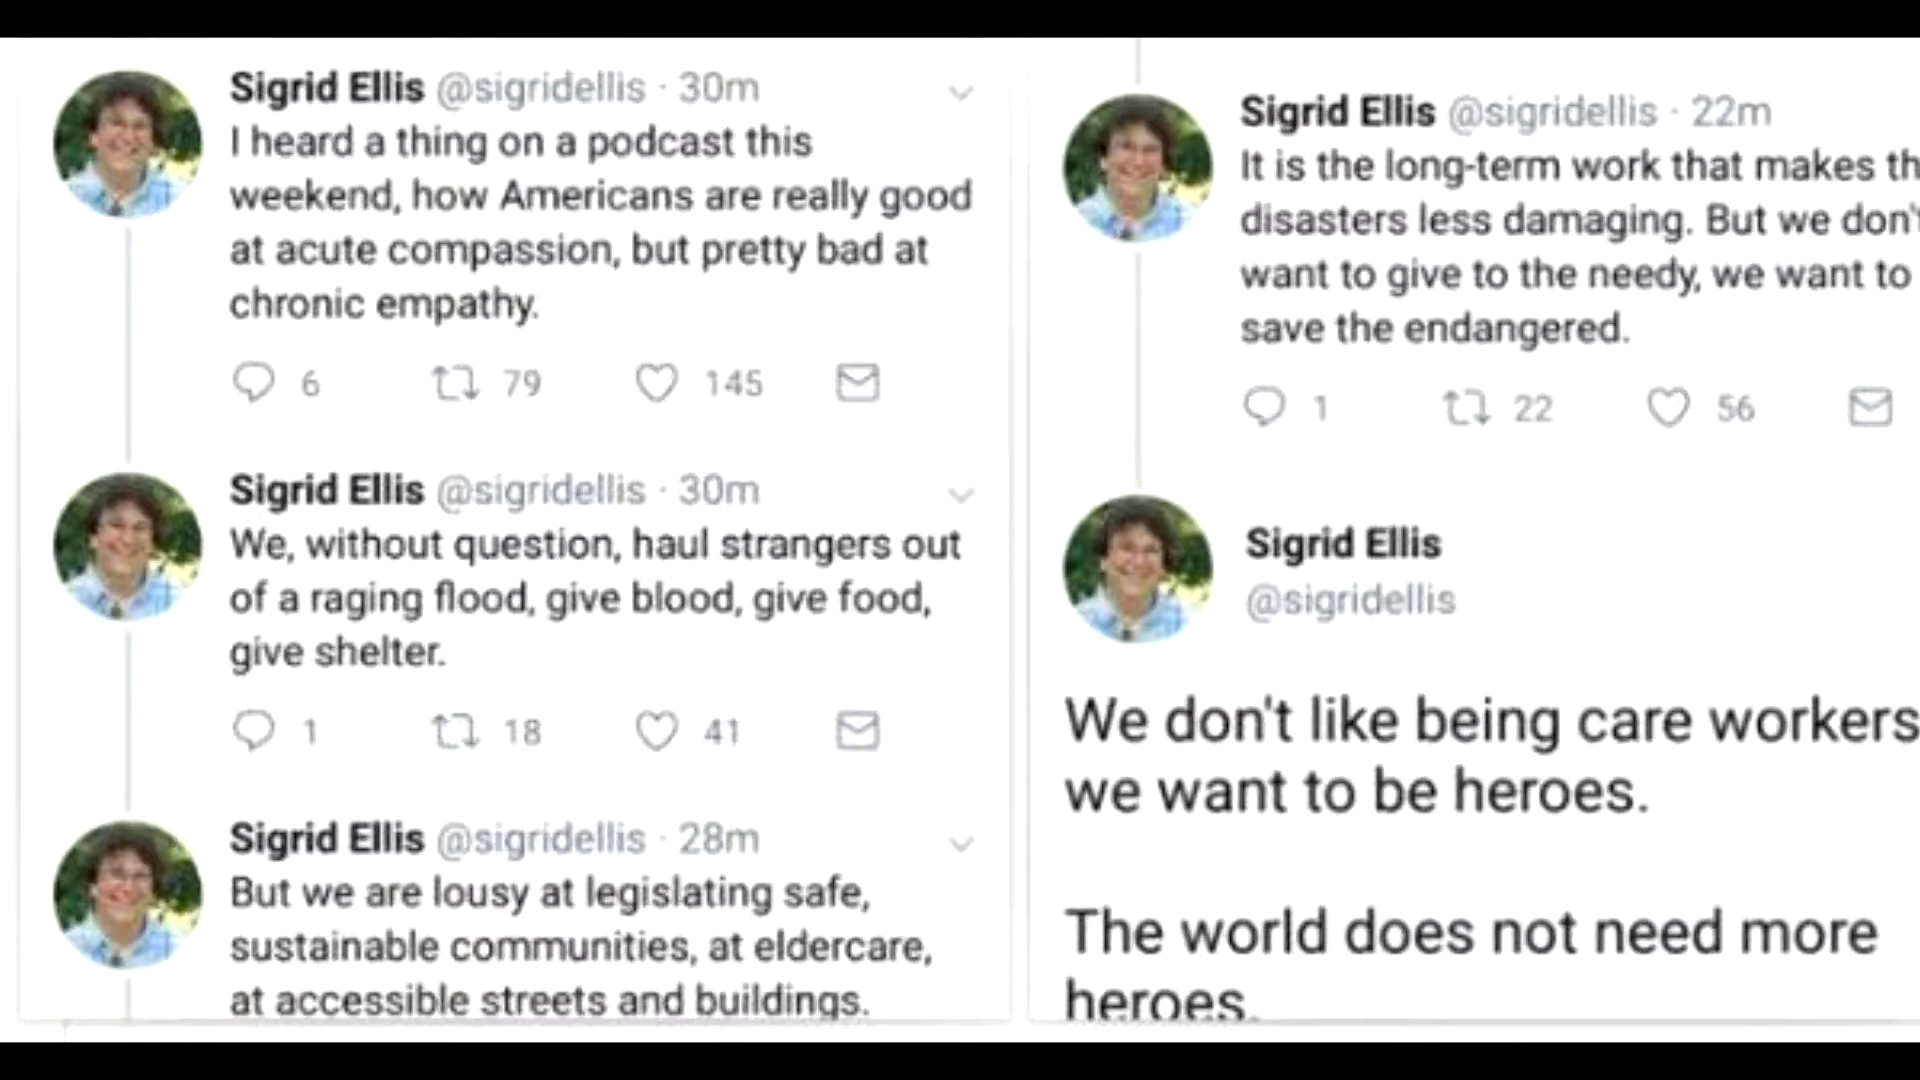 Sigrid Ellis @sigridellis · 30m
I heard a thing on a podcast this
weekend, how Americans are really good
at acute compassion, but pretty bad at
chronic empathy.
6 79 145
Sigrid Ellis @sigridellis · 30m
We, without question, haul strangers out
of a raging flood, give blood, give food,
give shelter.
1 18 41
Sigrid Ellis @sigridellis · 28m
But we are lousy at legislating safe,
sustainable communities, at eldercare,
at accessible streets and buildings.
Sigrid Ellis @sigridellis · 22m
It is the long-term work that makes th
disasters less damaging. But we don't
want to give to the needy, we want to
save the endangered.
1 22 56
Sigrid Ellis
@sigridellis
We don't like being care workers
we want to be heroes.
The world does not need more
heroes.